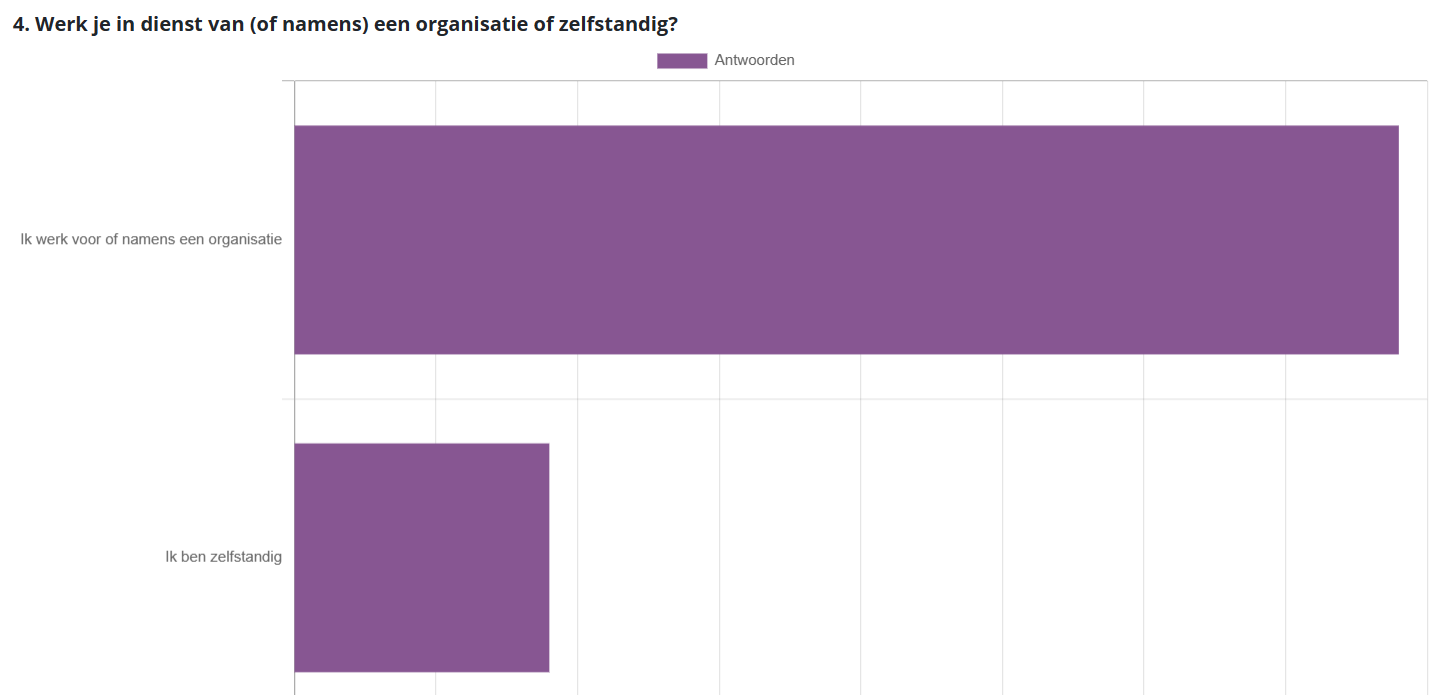 4. Werk je in dienst van (of namens) een organisatie of zelfstandig?
Antwoorden
Ik werk voor of namens een organisatie
Ik ben zelfstandig